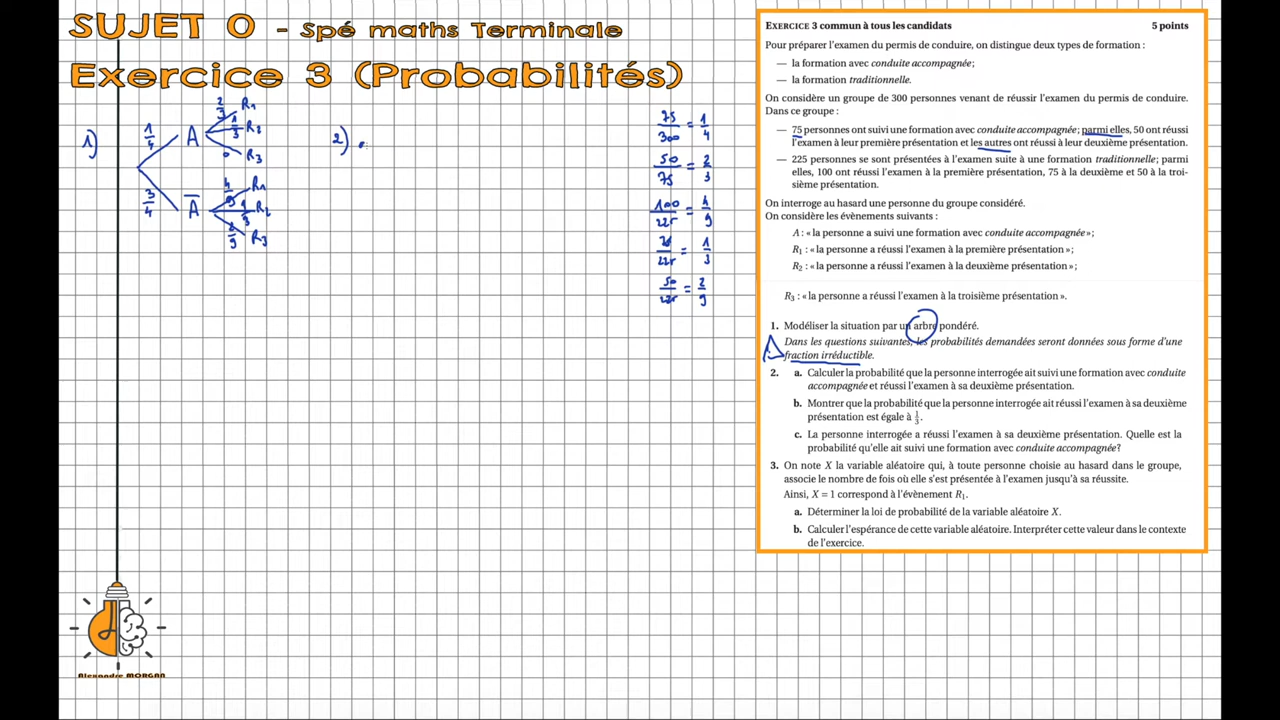 SUJET 0 - Spé maths Terminale
Exercice 3 (Probabilités)
1)
1/4 A
2/3 R1
1/3 R2
0 R3
3/4 A̅
4/9 R1
1/3 R2
2/9 R3
2)
75/300 = 1/4
50/75 = 2/3
100/225 = 4/9
75/225 = 1/3
50/225 = 2/9
EXERCICE 3 commun à tous les candidats 5 points
Pour préparer l'examen du permis de conduire, on distingue deux types de formation :
— la formation avec conduite accompagnée;
— la formation traditionnelle.
On considère un groupe de 300 personnes venant de réussir l'examen du permis de conduire.
Dans ce groupe :
— 75 personnes ont suivi une formation avec conduite accompagnée; parmi elles, 50 ont réussi
l'examen à leur première présentation et les autres ont réussi à leur deuxième présentation.
— 225 personnes se sont présentées à l'examen suite à une formation traditionnelle; parmi
elles, 100 ont réussi l'examen à la première présentation, 75 à la deuxième et 50 à la troi-
sième présentation.
On interroge au hasard une personne du groupe considéré.
On considère les évènements suivants :
A : « la personne a suivi une formation avec conduite accompagnée »;
R1 : « la personne a réussi l'examen à la première présentation »;
R2 : « la personne a réussi l'examen à la deuxième présentation »;
R3 : « la personne a réussi l'examen à la troisième présentation ».
1. Modéliser la situation par un arbre pondéré.
Dans les questions suivantes, les probabilités demandées seront données sous forme d'une
fraction irréductible.
2. a. Calculer la probabilité que la personne interrogée ait suivi une formation avec conduite
accompagnée et réussi l'examen à sa deuxième présentation.
b. Montrer que la probabilité que la personne interrogée ait réussi l'examen à sa deuxième
présentation est égale à 1/3.
c. La personne interrogée a réussi l'examen à sa deuxième présentation. Quelle est la
probabilité qu'elle ait suivi une formation avec conduite accompagnée?
3. On note X la variable aléatoire qui, à toute personne choisie au hasard dans le groupe,
associe le nombre de fois où elle s'est présentée à l'examen jusqu'à sa réussite.
Ainsi, X = 1 correspond à l'évènement R1.
a. Déterminer la loi de probabilité de la variable aléatoire X.
b. Calculer l'espérance de cette variable aléatoire. Interpréter cette valeur dans le contexte
de l'exercice.
Alexandre MORGAN